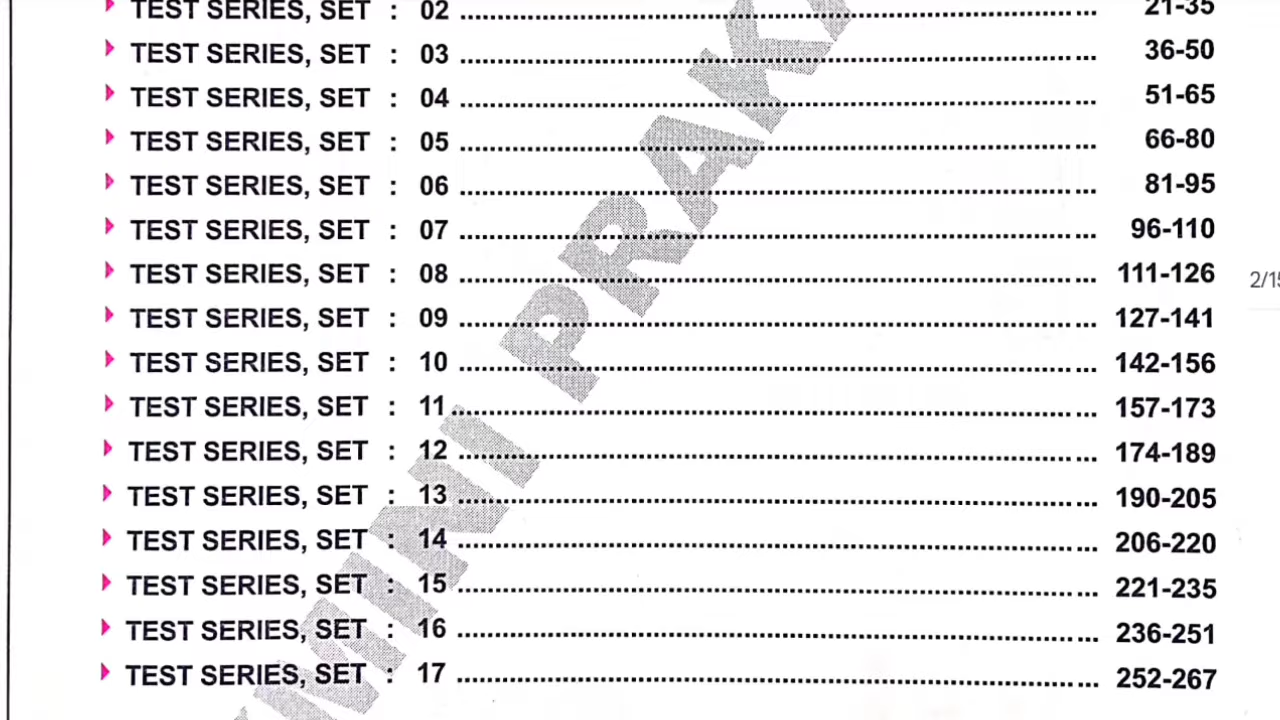 TEST SERIES, SET : 02 ........ 21-35
TEST SERIES, SET : 03 ........ 36-50
TEST SERIES, SET : 04 ........ 51-65
TEST SERIES, SET : 05 ........ 66-80
TEST SERIES, SET : 06 ........ 81-95
TEST SERIES, SET : 07 ........ 96-110
TEST SERIES, SET : 08 ........ 111-126
TEST SERIES, SET : 09 ........ 127-141
TEST SERIES, SET : 10 ........ 142-156
TEST SERIES, SET : 11 ........ 157-173
TEST SERIES, SET : 12 ........ 174-189
TEST SERIES, SET : 13 ........ 190-205
TEST SERIES, SET : 14 ........ 206-220
TEST SERIES, SET : 15 ........ 221-235
TEST SERIES, SET : 16 ........ 236-251
TEST SERIES, SET : 17 ........ 252-267